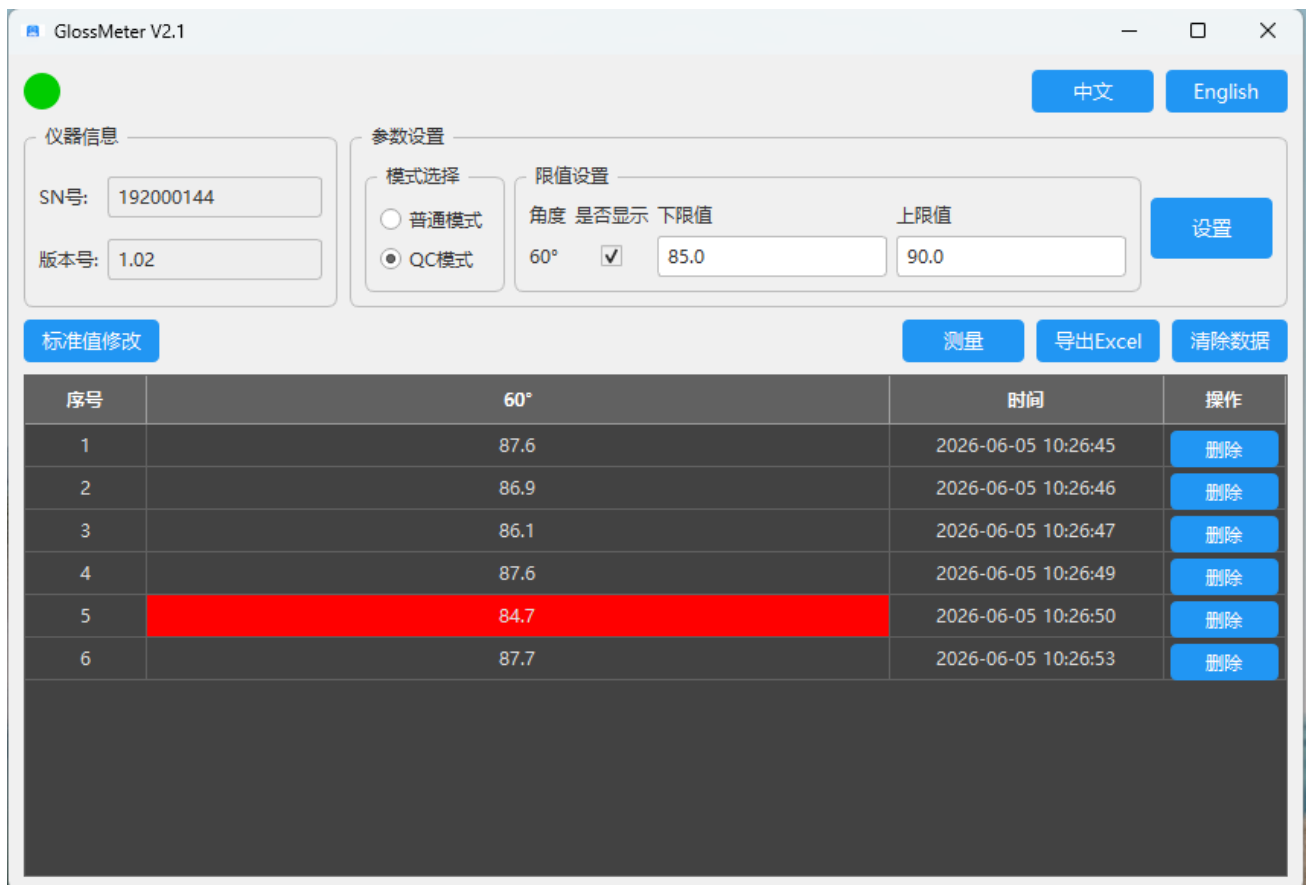 GlossMeter V2.1
中文 English
仪器信息
SN号: 192000144
版本号: 1.02
参数设置
模式选择
普通模式
QC模式
限值设置
角度 是否显示 下限值 上限值
60° 85.0 90.0
设置
标准值修改 测量 导出Excel 清除数据
序号 60° 时间 操作
1 87.6 2026-06-05 10:26:45 删除
2 86.9 2026-06-05 10:26:46 删除
3 86.1 2026-06-05 10:26:47 删除
4 87.6 2026-06-05 10:26:49 删除
5 84.7 2026-06-05 10:26:50 删除
6 87.7 2026-06-05 10:26:53 删除